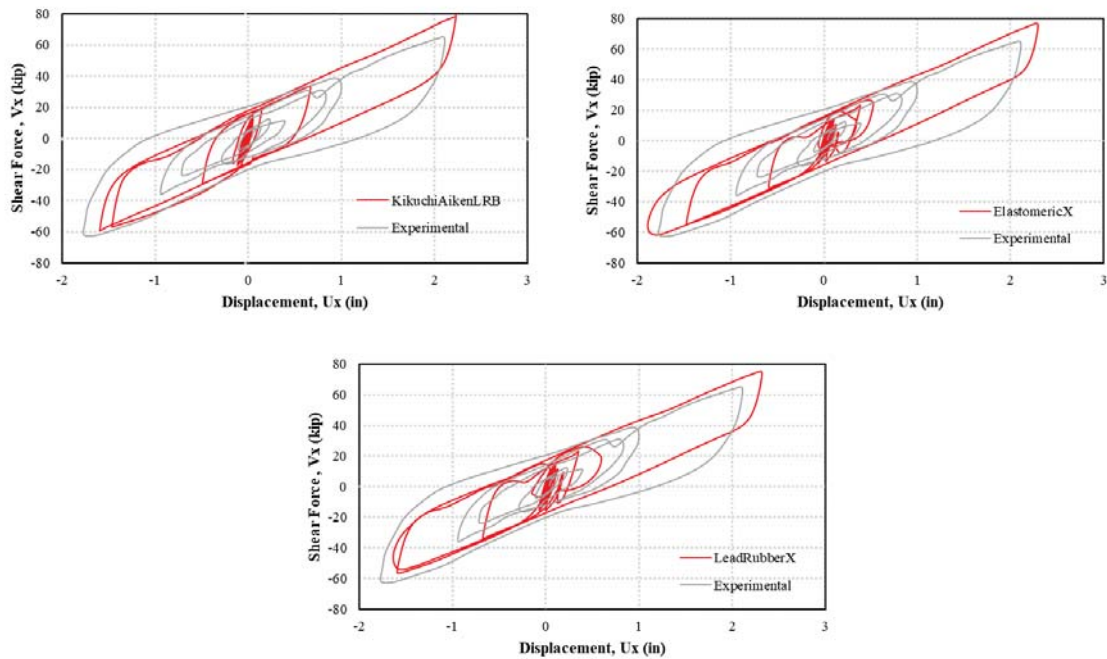 80
60
40
20
0
-20
-40
-60
-80
Shear Force , Vx (kip)
KikuchiAikenLRB
Experimental
-2 -1 0 1 2 3
Displacement, Ux (in)
80
60
40
20
0
-20
-40
-60
-80
Shear Force , Vx (kip)
ElastomericX
Experimental
-2 -1 0 1 2 3
Displacement, Ux (in)
80
60
40
20
0
-20
-40
-60
-80
Shear Force , Vx (kip)
LeadRubberX
Experimental
-2 -1 0 1 2 3
Displacement, Ux (in)